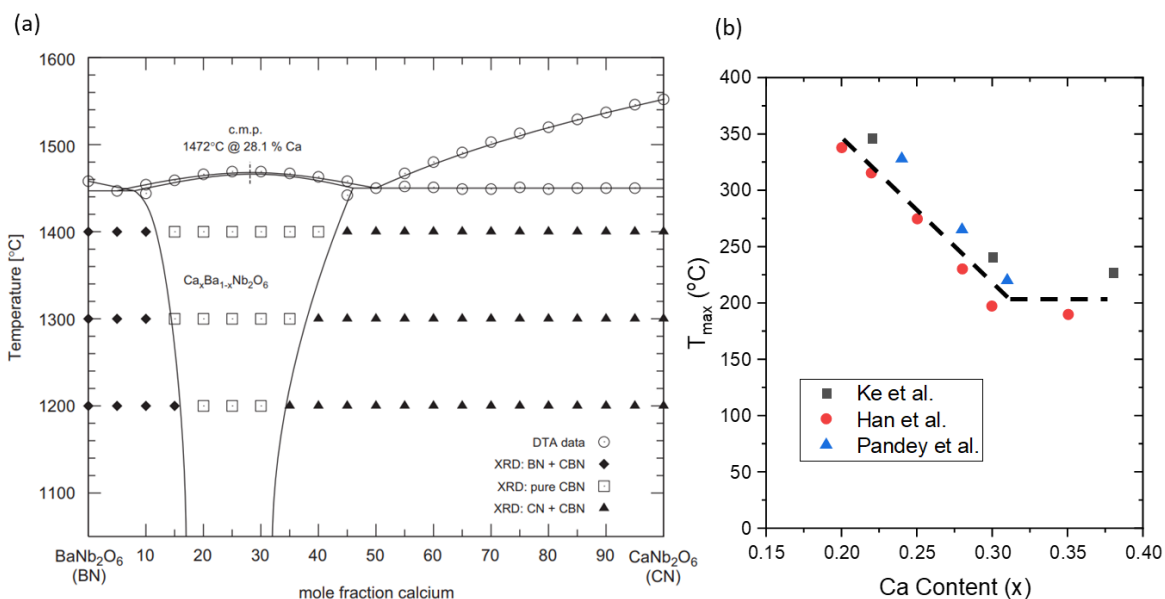 (a)
1600
1500
1400
1300
1200
1100
Temperature [°C]
c.m.p.
1472°C @ 28.1 % Ca
CaₓBa₁₋ₓNb₂O₆
DTA data
XRD: BN + CBN
XRD: pure CBN
XRD: CN + CBN
BaNb₂O₆ 10 20 30 40 50 60 70 80 90 CaNb₂O₆
(BN) (CN)
mole fraction calcium
(b)
400
350
300
250
200
150
100
50
0
T_max (°C)
Ke et al.
Han et al.
Pandey et al.
0.15 0.20 0.25 0.30 0.35 0.40
Ca Content (x)